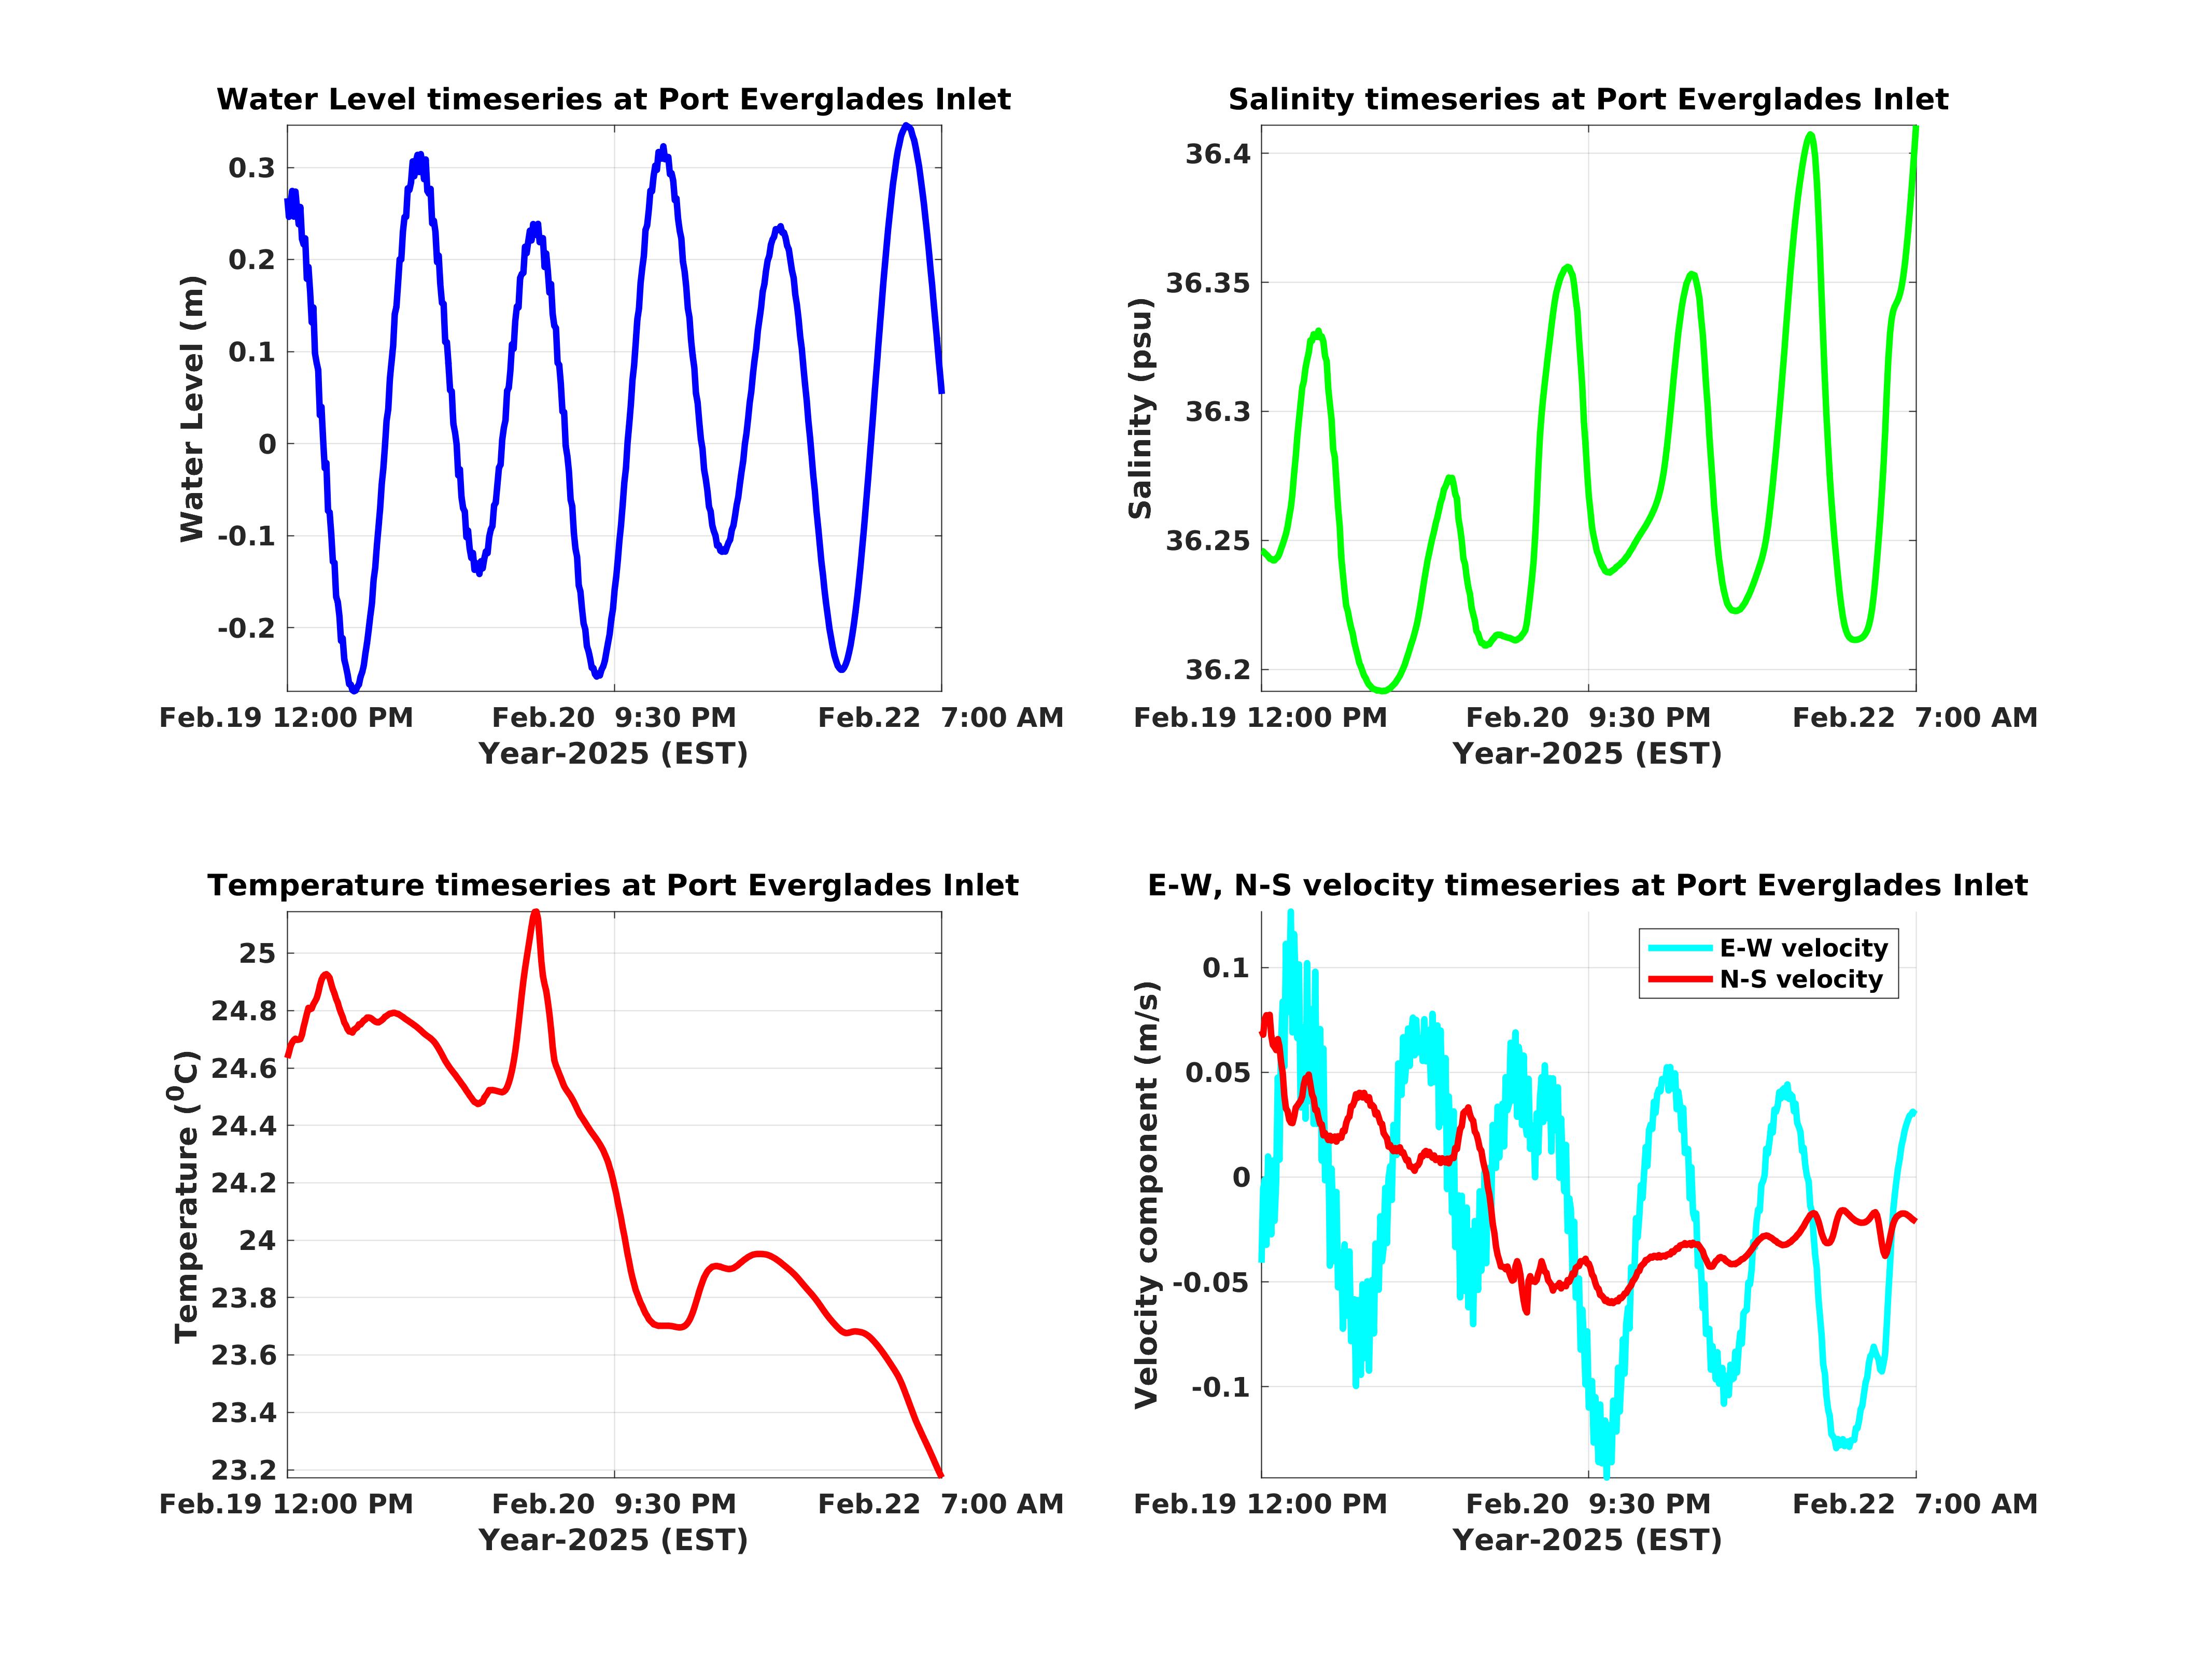 Water Level timeseries at Port Everglades Inlet
0.3
0.2
0.1
0
-0.1
-0.2
Water Level (m)
Feb.19 12:00 PM
Feb.20 9:30 PM
Feb.22 7:00 AM
Year-2025 (EST)
Salinity timeseries at Port Everglades Inlet
36.4
36.35
36.3
36.25
36.2
Salinity (psu)
Feb.19 12:00 PM
Feb.20 9:30 PM
Feb.22 7:00 AM
Year-2025 (EST)
Temperature timeseries at Port Everglades Inlet
25
24.8
24.6
24.4
24.2
24
23.8
23.6
23.4
23.2
Temperature (⁰C)
Feb.19 12:00 PM
Feb.20 9:30 PM
Feb.22 7:00 AM
Year-2025 (EST)
E-W, N-S velocity timeseries at Port Everglades Inlet
E-W velocity
N-S velocity
0.1
0.05
0
-0.05
-0.1
Velocity component (m/s)
Feb.19 12:00 PM
Feb.20 9:30 PM
Feb.22 7:00 AM
Year-2025 (EST)